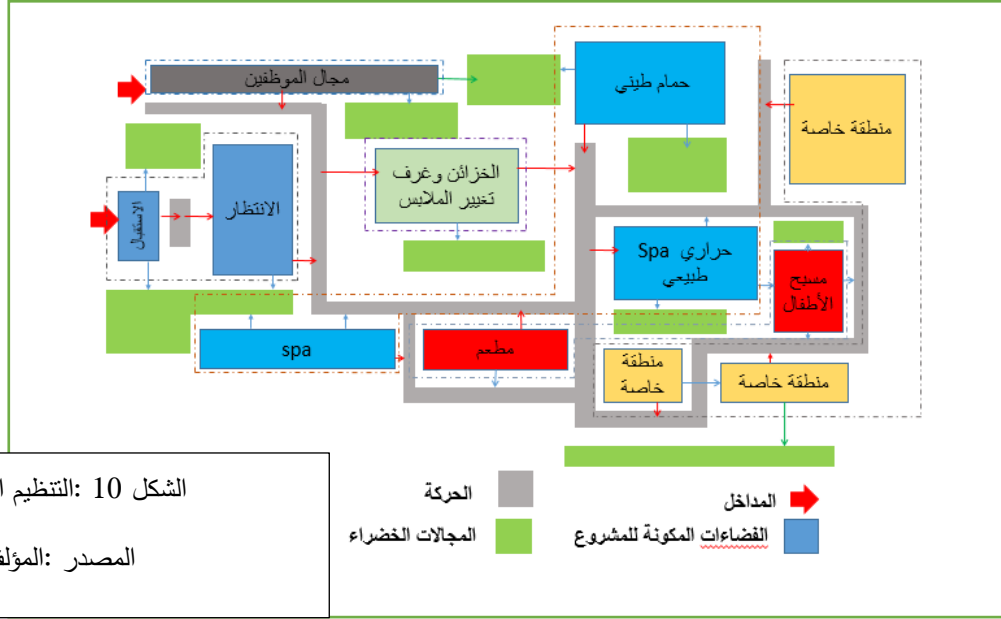 مجال الموظفين
حمام طيني
منطقة خاصة
الخزائن وغرف
تغيير الملابس
الانتظار
الاستقبال
حراري Spa
طبيعي
مسبح
الأطفال
spa
مطعم
منطقة
خاصة
منطقة خاصة
المداخل
الحركة
الفضاءات المكونة للمشروع
المجالات الخضراء
الشكل 10 :التنظيم
المصدر :